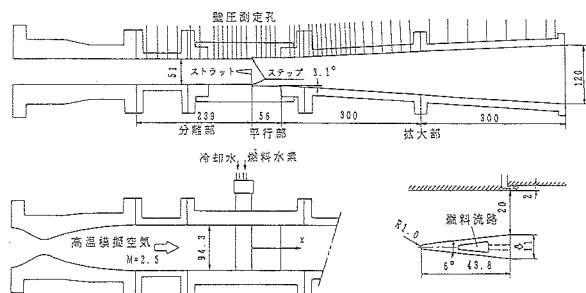 壁圧測定孔
ストラット
ステップ
51
3.1°
120
239
56
300
300
分離部
平行部
拡大部
冷却水
燃料水素
高温模擬空気
M=2.5
94.3
x
2
20
燃料流路
R1.0
6°
43.8
11